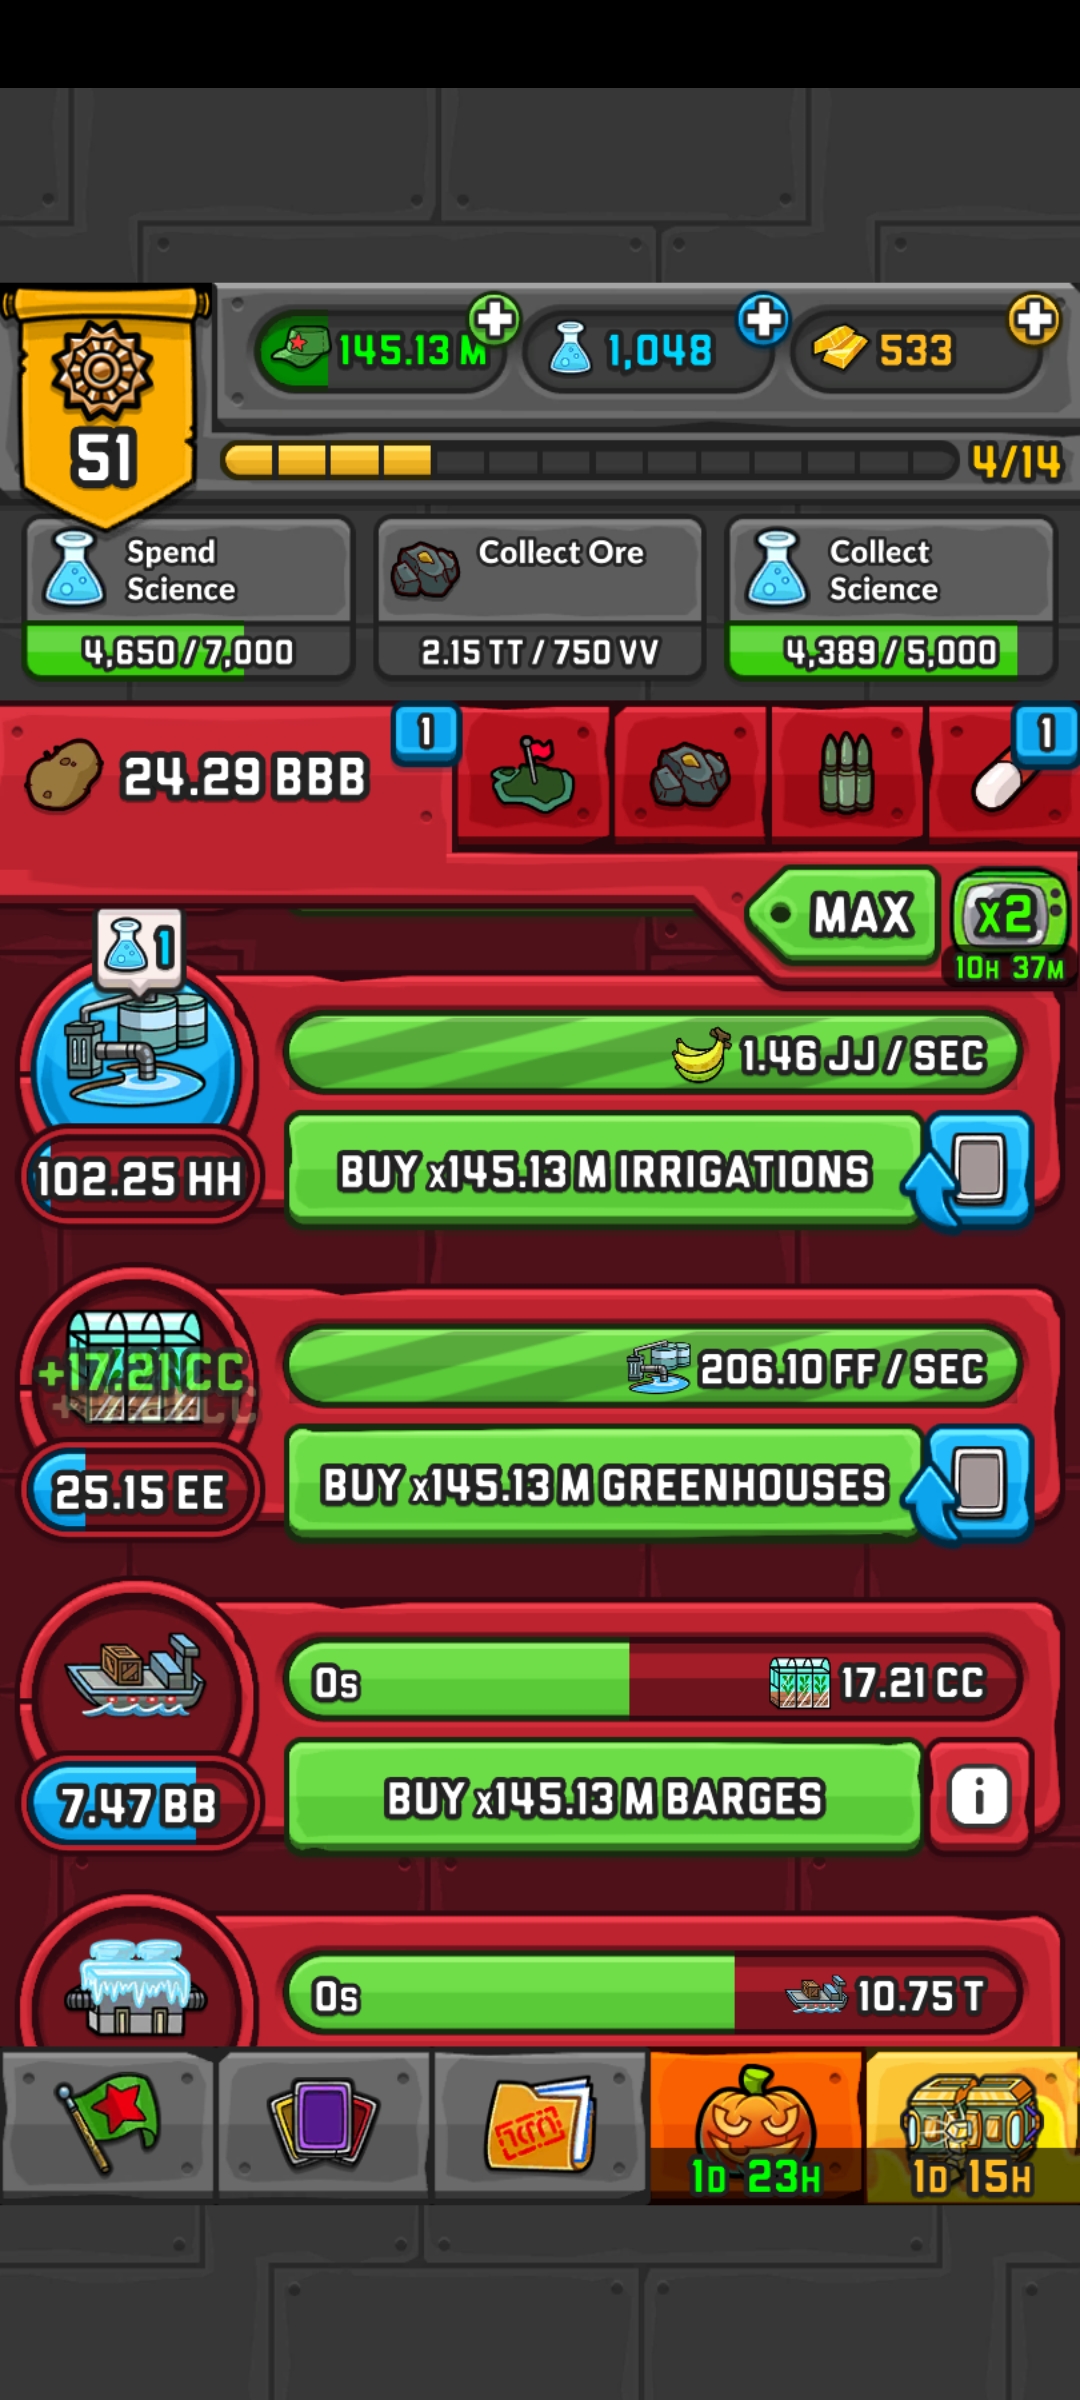 145.13 M
1,048
533
51
4/14
Spend
Science
4,650/7,000
Collect Ore
2.15 TT/750 VV
Collect
Science
4,389/5,000
24.29 BBB
1
1
MAX
x2
10H 37M
1
1.46 JJ/SEC
102.25 HH
BUY x145.13 M IRRIGATIONS
+17.21 CC
206.10 FF/SEC
25.15 EE
BUY x145.13 M GREENHOUSES
0s
17.21 CC
7.47 BB
BUY x145.13 M BARGES
i
0s
10.75 T
1D 23H
1D 15H